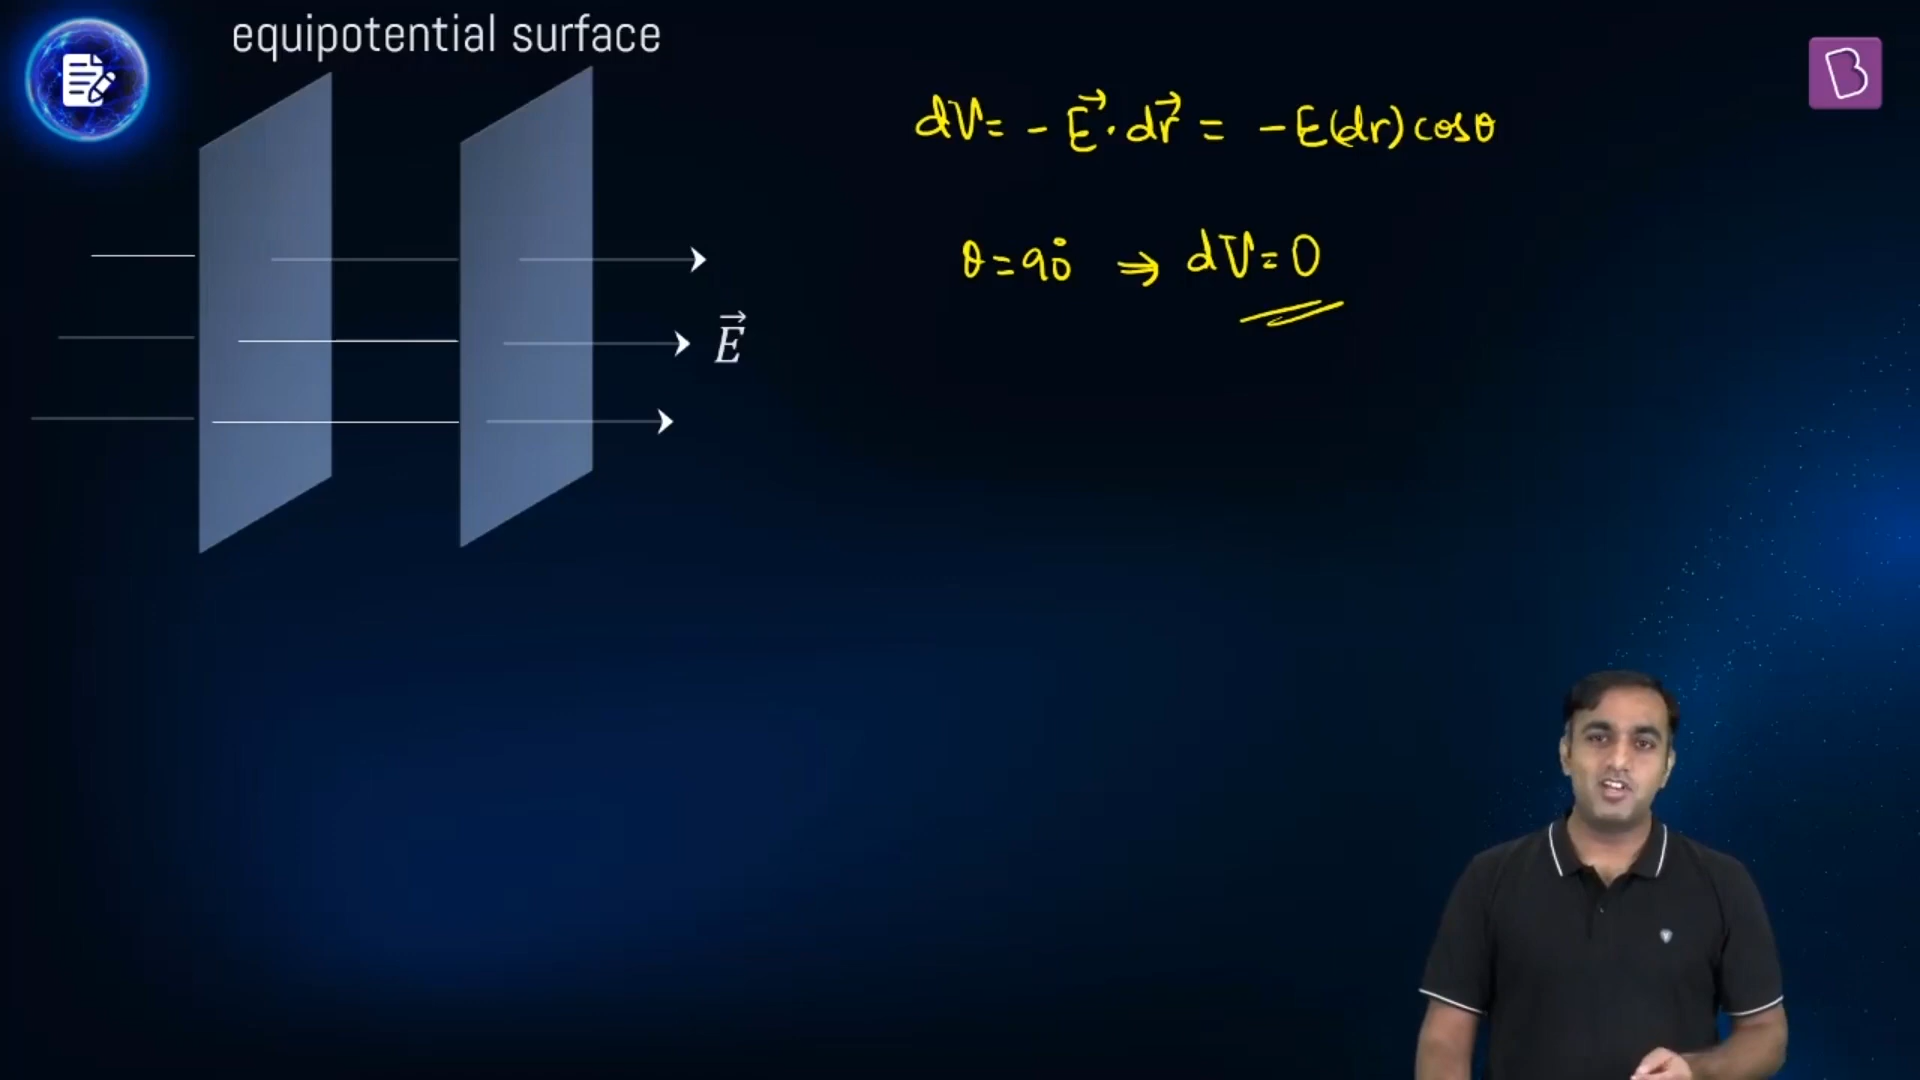 equipotential surface
dV = - E⃗ · dr⃗ = - E(dr) cosθ
θ = 90° ⇒ dV = 0
E⃗
B